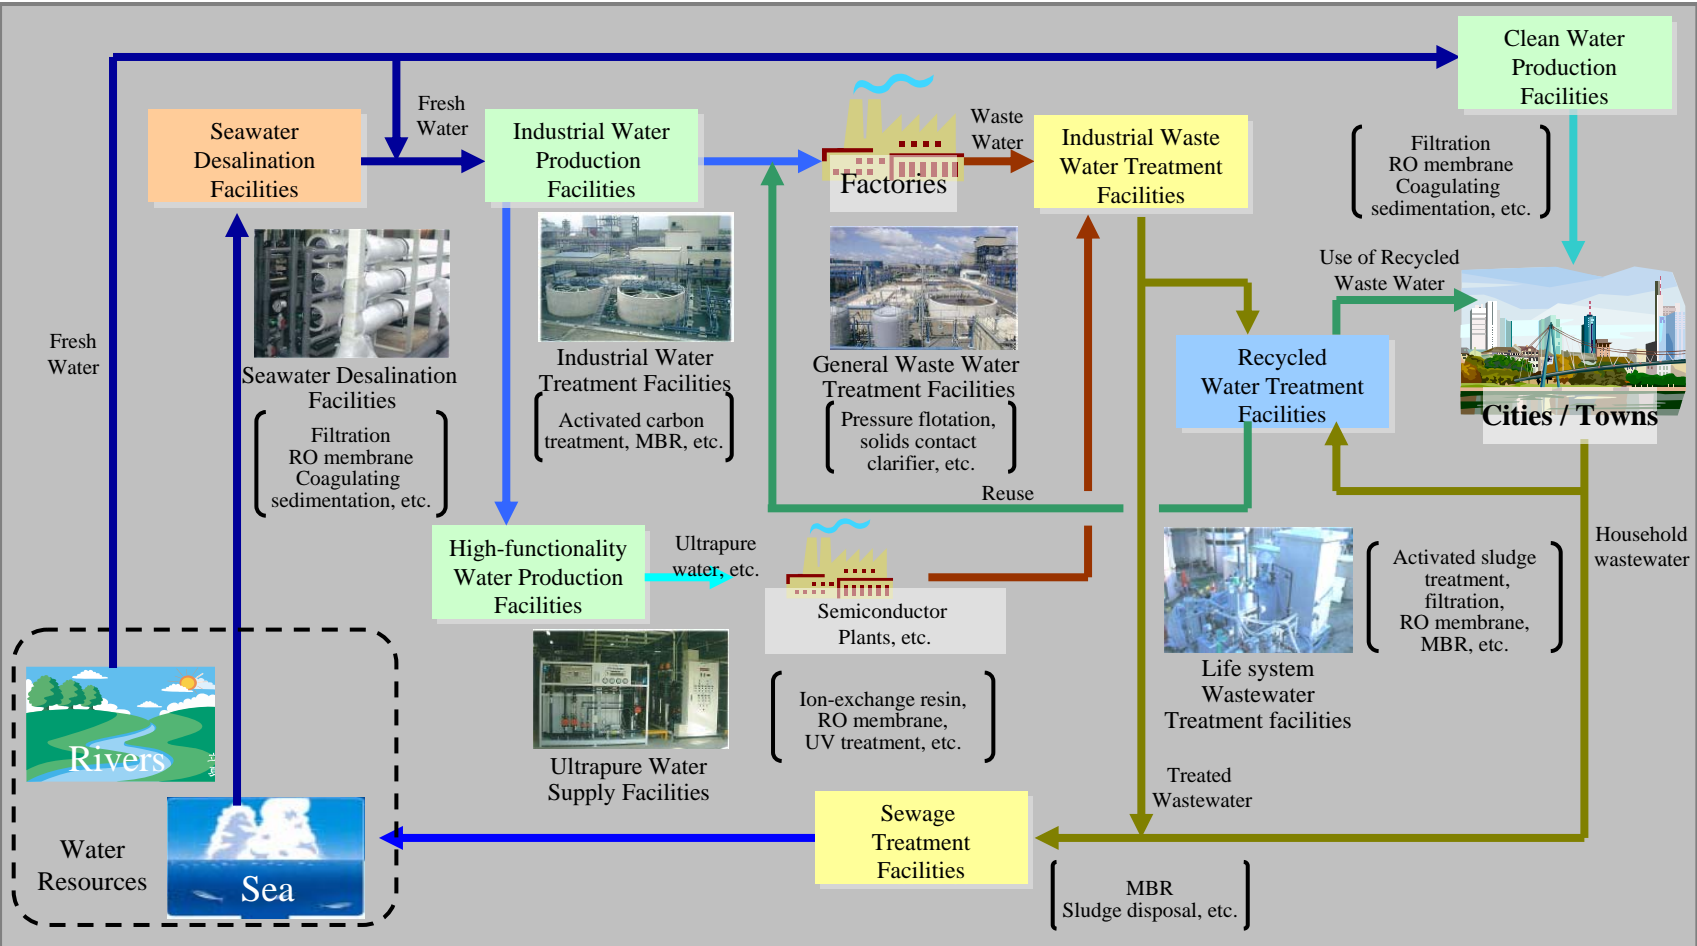 Clean Water
Production
Facilities
Fresh
Water
Seawater
Desalination
Facilities
Industrial Water
Production
Facilities
Factories
Waste
Water
Industrial Waste
Water Treatment
Facilities
Filtration
RO membrane
Coagulating
sedimentation, etc.
Use of Recycled
Waste Water
Fresh
Water
Seawater Desalination
Facilities
Filtration
RO membrane
Coagulating
sedimentation, etc.
Industrial Water
Treatment Facilities
Activated carbon
treatment, MBR, etc.
General Waste Water
Treatment Facilities
Pressure flotation,
solids contact
clarifier, etc.
Recycled
Water Treatment
Facilities
Cities / Towns
Reuse
High-functionality
Water Production
Facilities
Ultrapure
water, etc.
Semiconductor
Plants, etc.
Household
wastewater
Activated sludge
treatment,
filtration,
RO membrane,
MBR, etc.
Life system
Wastewater
Treatment facilities
Ion-exchange resin,
RO membrane,
UV treatment, etc.
Ultrapure Water
Supply Facilities
Rivers
Water
Resources
Sea
Treated
Wastewater
Sewage
Treatment
Facilities
MBR
Sludge disposal, etc.